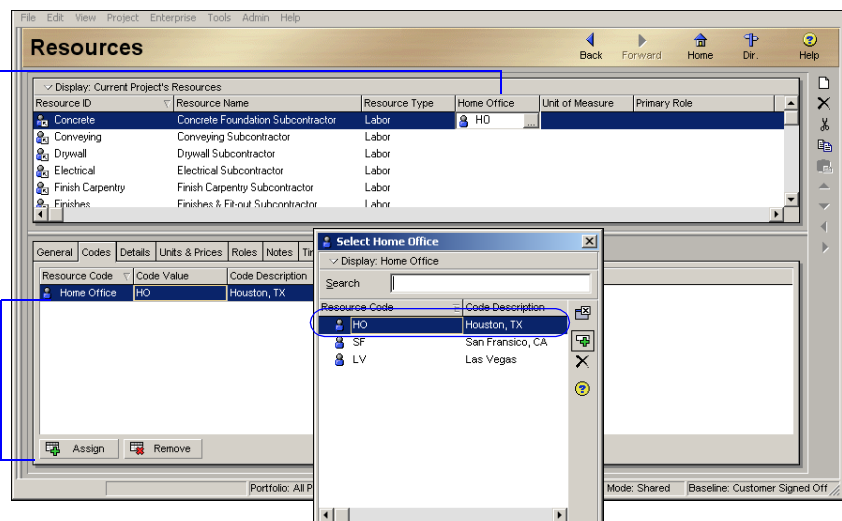 File Edit View Project Enterprise Tools Admin Help
Resources
Back Forward Home Dir. Help
Display: Current Project's Resources
Resource ID Resource Name Resource Type Home Office Unit of Measure Primary Role
Concrete Concrete Foundation Subcontractor Labor HO ...
Conveying Conveying Subcontractor Labor
Drywall Drywall Subcontractor Labor
Electrical Electrical Subcontractor Labor
Finish Carpentry Finish Carpentry Subcontractor Labor
Finishes Finishes & Fit-out Subcontractor Labor
General Codes Details Units & Prices Roles Notes
Resource Code Code Value Code Description
Home Office HO Houston, TX
Assign Remove
Select Home Office
Display: Home Office
Search
Resource Code Code Description
HO Houston, TX
SF San Fransico, CA
LV Las Vegas
Portfolio: All P
Mode: Shared Baseline: Customer Signed Off